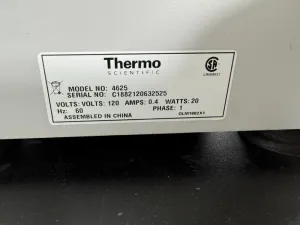 Thermo
SCIENTIFIC
MODEL NO: 4625
SERIAL NO: C1882120632525
VOLTS: VOLTS: 120 AMPS: 0.4 WATTS: 20
Hz: 60 PHASE: 1
ASSEMBLED IN CHINA